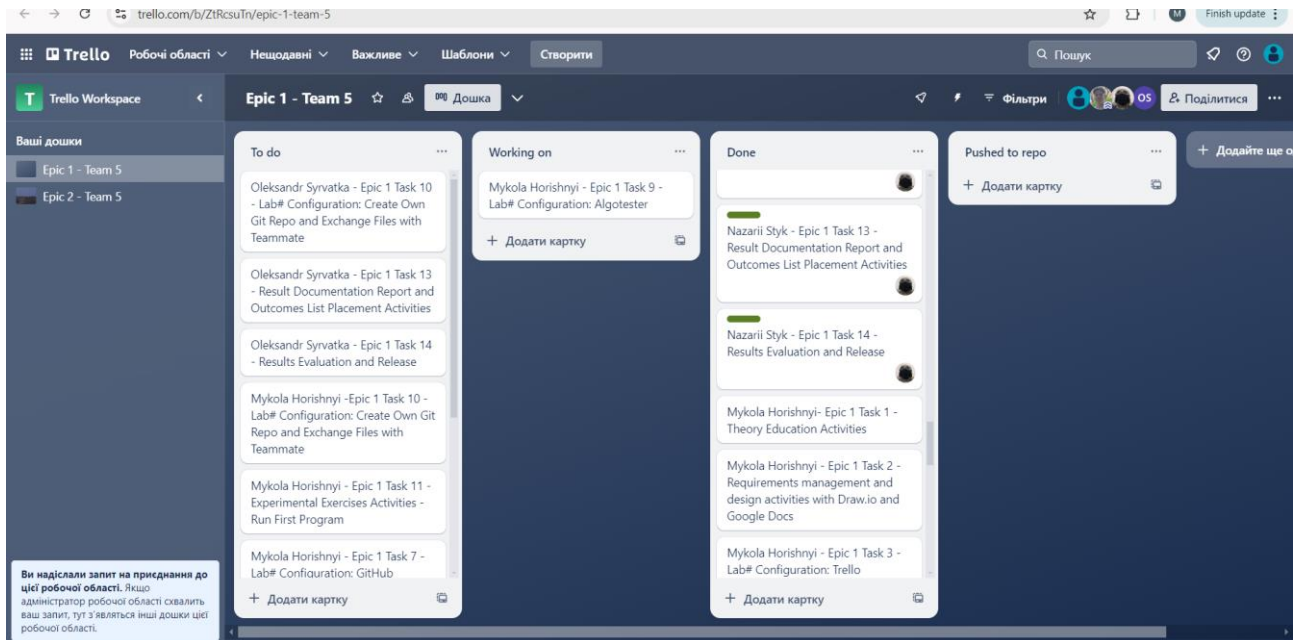 trello.com/b/ZtRcsuTn/epic-1-team-5
M
Finish update
Trello
Робочі області
Нещодавні
Важливе
Шаблони
Створити
Пошук
T
Trello Workspace
Epic 1 - Team 5
Дошка
Фільтри
OS
Поділитися
Ваші дошки
Epic 1 - Team 5
Epic 2 - Team 5
Ви надіслали запит на приєднання до
цієї робочої області. Якщо
адміністратор робочої області схвалить
ваш запит, тут з'являться інші дошки цієї
робочої області.
To do
Oleksandr Syrvatka - Epic 1 Task 10
- Lab# Configuration: Create Own
Git Repo and Exchange Files with
Teammate
Oleksandr Syrvatka - Epic 1 Task 13
- Result Documentation Report and
Outcomes List Placement Activities
Oleksandr Syrvatka - Epic 1 Task 14
- Results Evaluation and Release
Mykola Horishnyi -Epic 1 Task 10 -
Lab# Configuration: Create Own Git
Repo and Exchange Files with
Teammate
Mykola Horishnyi - Epic 1 Task 11 -
Experimental Exercises Activities -
Run First Program
Mykola Horishnyi - Epic 1 Task 7 -
Lab# Configuration: GitHub
+ Додати картку
Working on
Mykola Horishnyi - Epic 1 Task 9 -
Lab# Configuration: Algotester
+ Додати картку
Done
Nazarii Styk - Epic 1 Task 13 -
Result Documentation Report and
Outcomes List Placement Activities
Nazarii Styk - Epic 1 Task 14 -
Results Evaluation and Release
Mykola Horishnyi- Epic 1 Task 1 -
Theory Education Activities
Mykola Horishnyi - Epic 1 Task 2 -
Requirements management and
design activities with Draw.io and
Google Docs
Mykola Horishnyi - Epic 1 Task 3 -
Lab# Configuration: Trello
+ Додати картку
Pushed to repo
+ Додати картку
+ Додайте ще о